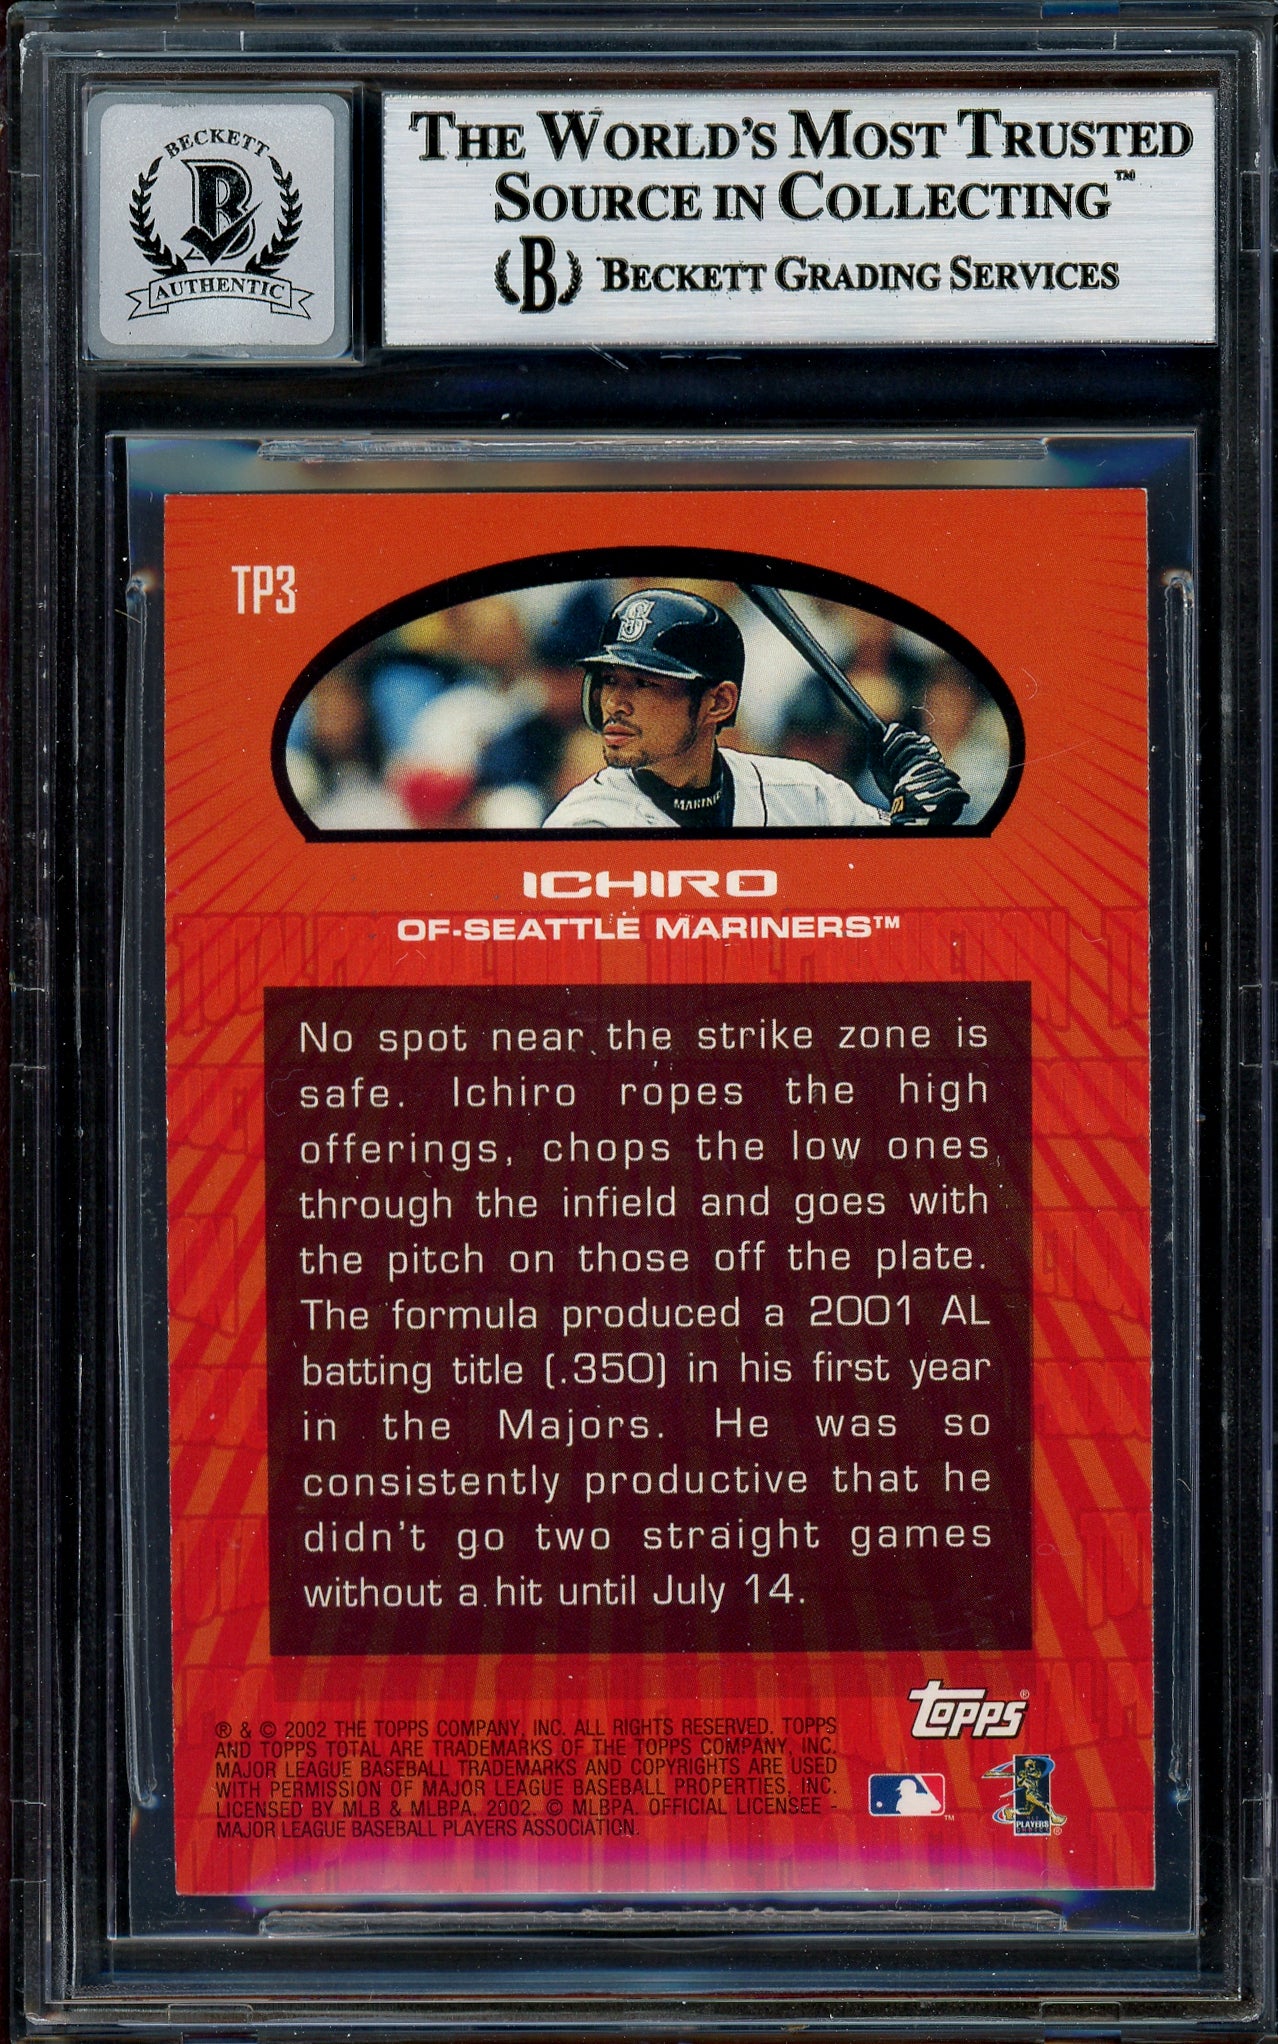 BECKETT
B
AUTHENTIC
THE WORLD'S MOST TRUSTED
SOURCE IN COLLECTING™
B BECKETT GRADING SERVICES
TP3
S
MARINE
ICHIRO
OF-SEATTLE MARINERS™
No spot near the strike zone is
safe. Ichiro ropes the high
offerings, chops the low ones
through the infield and goes with
the pitch on those off the plate.
The formula produced a 2001 AL
batting title (.350) in his first year
in the Majors. He was so
consistently productive that he
didn't go two straight games
without a hit until July 14.
topps®
® & © 2002 THE TOPPS COMPANY, INC. ALL RIGHTS RESERVED. TOPPS
AND TOPPS TOTAL ARE TRADEMARKS OF THE TOPPS COMPANY, INC.
MAJOR LEAGUE BASEBALL TRADEMARKS AND COPYRIGHTS ARE USED
WITH PERMISSION OF MAJOR LEAGUE BASEBALL PROPERTIES, INC.
LICENSED BY MLB & MLBPA, 2002. © MLBPA. OFFICIAL LICENSEE -
MAJOR LEAGUE BASEBALL PLAYERS ASSOCIATION.
™
PLAYERS
CHOICE ®